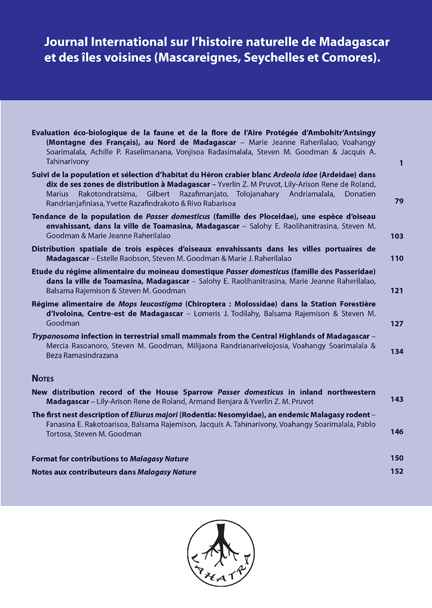 Journal International sur l'histoire naturelle de Madagascar
et des îles voisines (Mascareignes, Seychelles et Comores).
Evaluation éco-biologique de la faune et de la flore de l'Aire Protégée d'Ambohitr'Antsingy
(Montagne des Français), au Nord de Madagascar – Marie Jeanne Raherilalao, Voahangy
Soarimalala, Achille P. Raselimanana, Vonjisoa Radasimalala, Steven M. Goodman & Jacquis A.
Tahinarivony 1
Suivi de la population et sélection d'habitat du Héron crabier blanc Ardeola idae (Ardeidae) dans
dix de ses zones de distribution à Madagascar – Yverlin Z. M Pruvot, Lily-Arison Rene de Roland,
Marius Rakotondratsima, Gilbert Razafimanjato, Tolojanahary Andriamalala, Donatien
Randrianjafiniasa, Yvette Razafindrakoto & Rivo Rabarisoa 79
Tendance de la population de Passer domesticus (famille des Ploceidae), une espèce d'oiseau
envahissant, dans la ville de Toamasina, Madagascar – Salohy E. Raolihanitrasina, Steven M.
Goodman & Marie J. Raherilalao 103
Distribution spatiale de trois espèces d'oiseaux envahissants dans les villes portuaires de
Madagascar – Estelle Raobson, Steven M. Goodman & Marie J. Raherilalao 110
Etude du régime alimentaire du moineau domestique Passer domesticus (famille des Passeridae)
dans la ville de Toamasina, Madagascar – Salohy E. Raolihanitrasina, Marie Jeanne Raherilalao,
Balsama Rajemison & Steven M. Goodman 121
Régime alimentaire de Mops leucostigma (Chiroptera : Molossidae) dans la Station Forestière
d'Ivoloina, Centre-est de Madagascar – Lomeris J. Todilahy, Balsama Rajemison & Steven M.
Goodman 127
Trypanosoma infection in terrestrial small mammals from the Central Highlands of Madagascar –
Mercia Rasoanoro, Steven M. Goodman, Milijaona Randrianarivelojosia, Voahangy Soarimalala &
Beza Ramasindrazana 134
NOTES
New distribution record of the House Sparrow Passer domesticus in inland northwestern
Madagascar – Lily-Arison Rene de Roland, Armand Benjara & Yverlin Z. M. Pruvot 143
The first nest description of Eliurus majori (Rodentia: Nesomyidae), an endemic Malagasy rodent –
Fanasina E. Rakotoarisoa, Balsama Rajemison, Jacquis A. Tahinarivony, Voahangy Soarimalala, Pablo
Tortosa, Steven M. Goodman 146
Format for contributions to Malagasy Nature 150
Notes aux contributeurs dans Malagasy Nature 152
VAHATRA